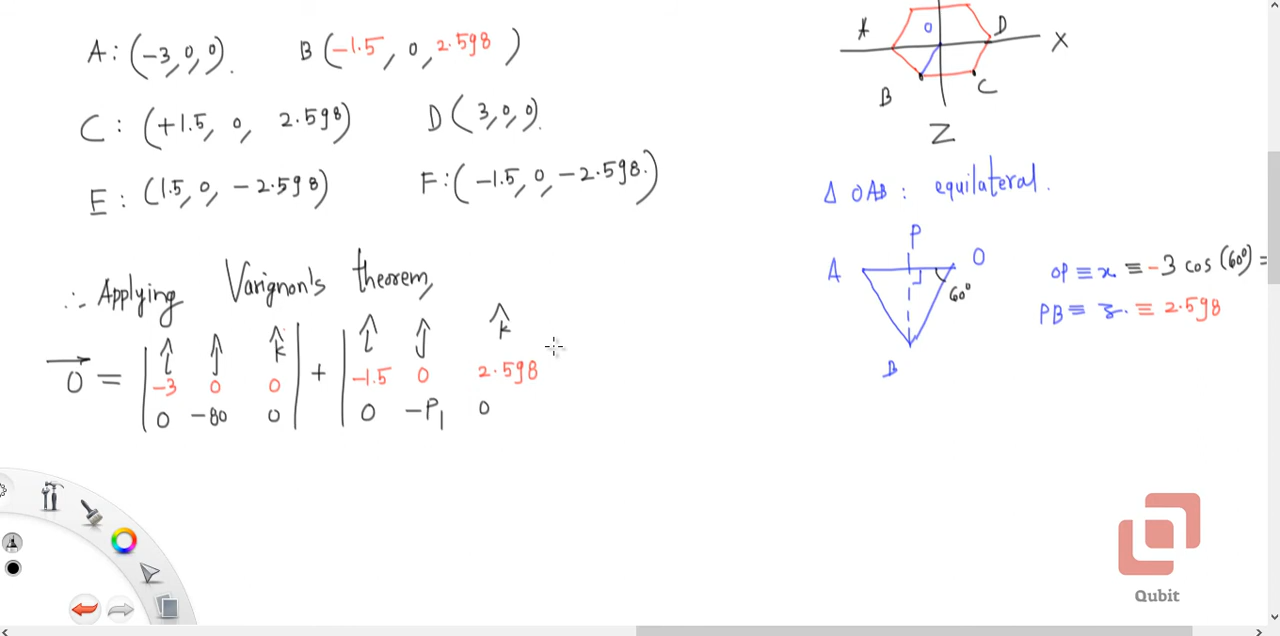 A: (-3,0,0). B (-1.5, 0, 2.598)
C: (+1.5, 0, 2.598) D (3,0,0).
E: (1.5, 0, -2.598) F: (-1.5, 0, -2.598.)
∴ Applying Varignon's theorem,
0 = | î ĵ k̂ | + | î ĵ k̂
-3 0 0 -1.5 0 2.598
0 -80 0 0 -P₁ 0
A O D X
B C
Z
Δ OAB: equilateral.
P
A O
60°
B
OP ≡ x ≡ -3 cos (60°) =
PB ≡ z. ≡ 2.598
Qubit